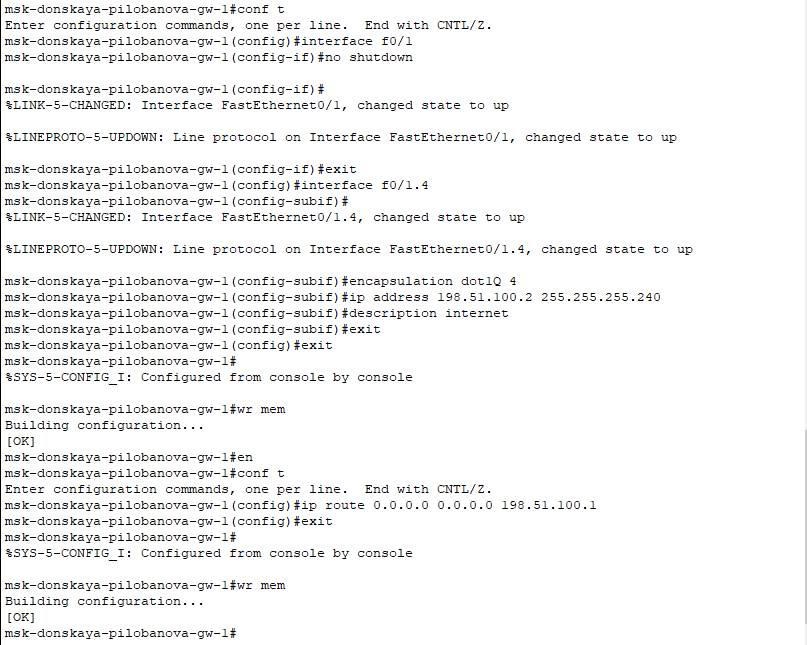 msk-donskaya-pilobanova-gw-1#conf t
Enter configuration commands, one per line.  End with CNTL/Z.
msk-donskaya-pilobanova-gw-1(config)#interface f0/1
msk-donskaya-pilobanova-gw-1(config-if)#no shutdown
msk-donskaya-pilobanova-gw-1(config-if)#
%LINK-5-CHANGED: Interface FastEthernet0/1, changed state to up
%LINEPROTO-5-UPDOWN: Line protocol on Interface FastEthernet0/1, changed state to up
msk-donskaya-pilobanova-gw-1(config-if)#exit
msk-donskaya-pilobanova-gw-1(config)#interface f0/1.4
msk-donskaya-pilobanova-gw-1(config-subif)#
%LINK-5-CHANGED: Interface FastEthernet0/1.4, changed state to up
%LINEPROTO-5-UPDOWN: Line protocol on Interface FastEthernet0/1.4, changed state to up
msk-donskaya-pilobanova-gw-1(config-subif)#encapsulation dot1Q 4
msk-donskaya-pilobanova-gw-1(config-subif)#ip address 198.51.100.2 255.255.255.240
msk-donskaya-pilobanova-gw-1(config-subif)#description internet
msk-donskaya-pilobanova-gw-1(config-subif)#exit
msk-donskaya-pilobanova-gw-1(config)#exit
msk-donskaya-pilobanova-gw-1#
%SYS-5-CONFIG_I: Configured from console by console
msk-donskaya-pilobanova-gw-1#wr mem
Building configuration...
[OK]
msk-donskaya-pilobanova-gw-1#en
msk-donskaya-pilobanova-gw-1#conf t
Enter configuration commands, one per line.  End with CNTL/Z.
msk-donskaya-pilobanova-gw-1(config)#ip route 0.0.0.0 0.0.0.0 198.51.100.1
msk-donskaya-pilobanova-gw-1(config)#exit
msk-donskaya-pilobanova-gw-1#
%SYS-5-CONFIG_I: Configured from console by console
msk-donskaya-pilobanova-gw-1#wr mem
Building configuration...
[OK]
msk-donskaya-pilobanova-gw-1#